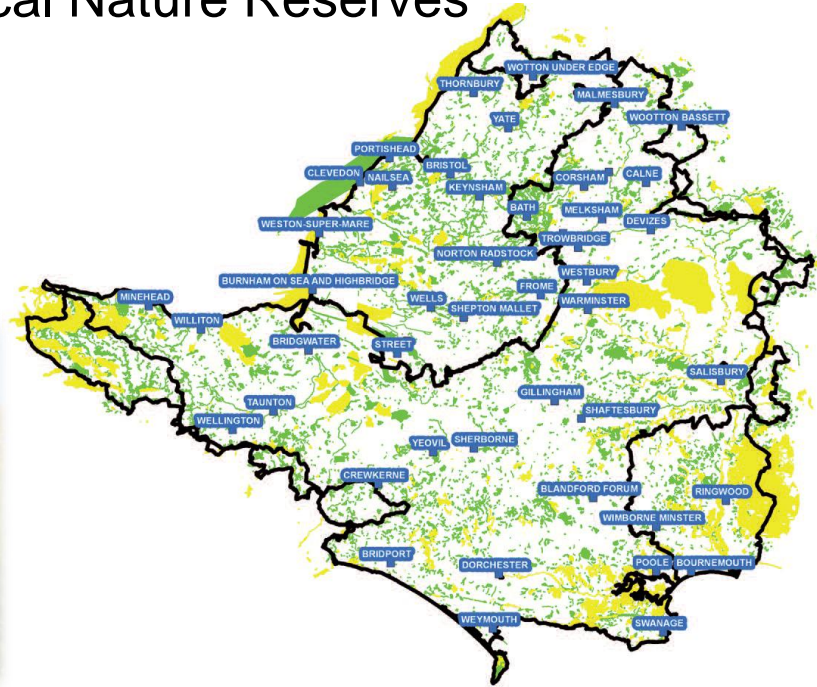 cal Nature Reserves
WOTTON UNDER EDGE
THORNBURY
MALMESBURY
YATE
WOOTTON BASSETT
PORTISHEAD
BRISTOL
CLEVEDON
NAILSEA
CORSHAM
CALNE
KEYNSHAM
BATH
MELKSHAM
WESTON-SUPER-MARE
DEVIZES
TROWBRIDGE
NORTON RADSTOCK
WESTBURY
BURNHAM ON SEA AND HIGHBRIDGE
FROME
MINEHEAD
WELLS
SHEPTON MALLET
WARMINSTER
WILLITON
BRIDGWATER
STREET
SALISBURY
GILLINGHAM
TAUNTON
SHAFTESBURY
WELLINGTON
YEOVIL
SHERBORNE
CREWKERNE
BLANDFORD FORUM
RINGWOOD
WIMBORNE MINSTER
BRIDPORT
DORCHESTER
POOLE
BOURNEMOUTH
WEYMOUTH
SWANAGE